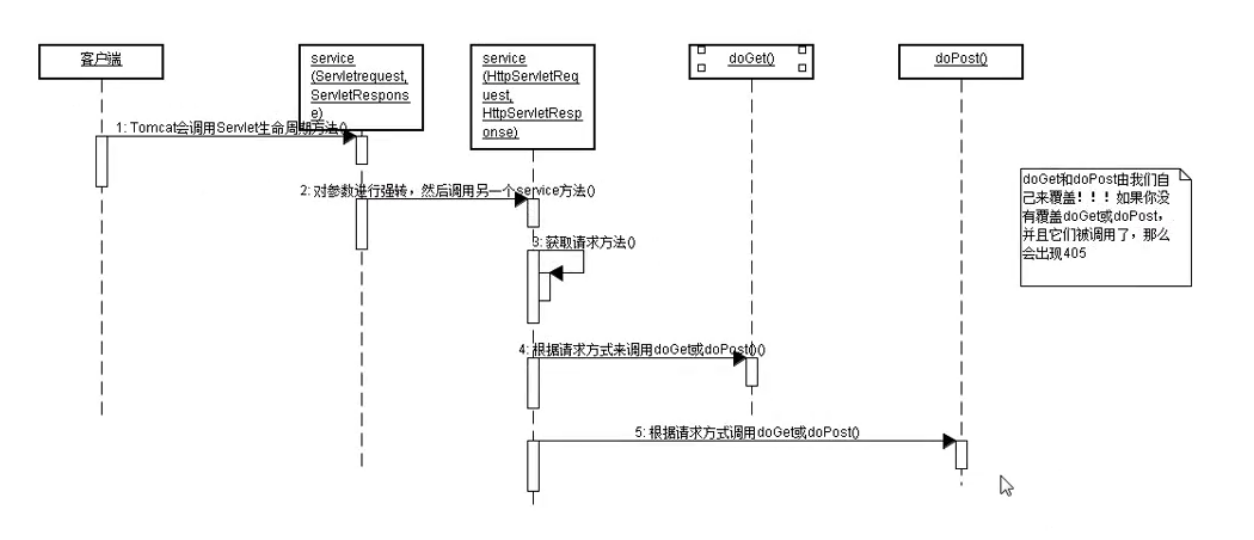 客户端
service
(Servletrequest,
ServletRespons
e)
service
(HttpServletReq
uest,
HttpServletResp
onse)
doGet()
doPost()
1: Tomcat会调用Servlet生命周期方法()
2: 对参数进行强转，然后调用另一个service方法()
3: 获取请求方法()
4: 根据请求方式来调用doGet或doPost()()
5: 根据请求方式调用doGet或doPost()
doGet和doPost由我们自
己来覆盖！！！如果你没
有覆盖doGet或doPost，
并且它们被调用了，那么
会出现405